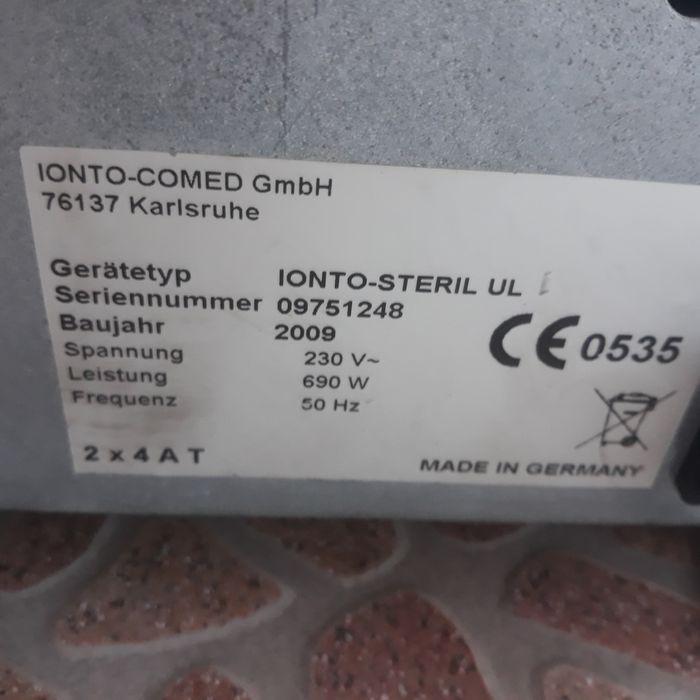 IONTO-COMED GmbH
76137 Karlsruhe
Gerätetyp IONTO-STERIL UL
Seriennummer 09751248
Baujahr 2009
Spannung 230 V~
Leistung 690 W
Frequenz 50 Hz
CE 0535
2 x 4 A T
MADE IN GERMANY